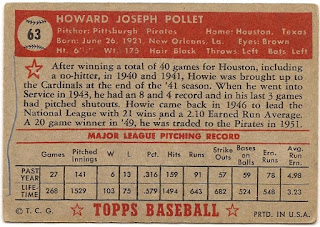 63
HOWARD JOSEPH POLLET
Pitcher: Pittsburgh Pirates Home: Houston, Texas
Born: June 26, 1921, New Orleans, La. Eyes: Brown
Ht. 6'1½" Wt. 175 Hair: Black Throws: Left Bats: Left
After winning a total of 40 games for Houston, including
a no-hitter, in 1940 and 1941, Howie was brought up to
the Cardinals at the end of the '41 season. When he went
into Service in 1943, he had an 8 and 4 record and in his last 3 games
had pitched shutouts. Howie came back in 1946 to lead the
National League with 21 wins and a 2.10 Earned Run Average.
A 20 game winner in '49, he was traded to the Pirates in 1951.
MAJOR LEAGUE PITCHING RECORD
Games Pitched Innings W L Pct. Hits Runs Strike Outs Bases on Balls Earn. Runs Avg. Earn. Run
PAST YEAR 27 141 6 13 .316 159 91 47 59 78 4.98
LIFE-TIME 268 1529 113 94 .577 1494 643 682 524 548 3.23
© T. C. G. TOPPS BASEBALL PRTD. IN U.S.A.